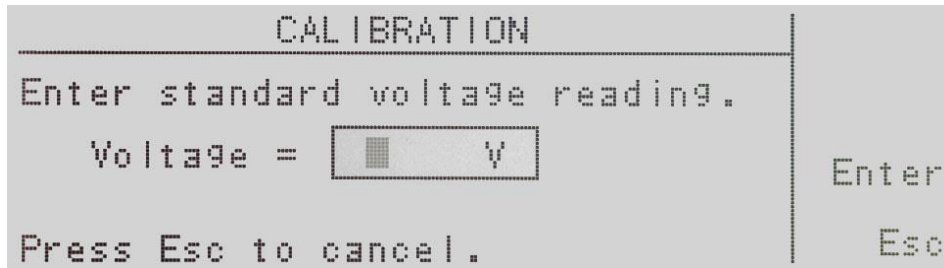 CALIBRATION
Enter standard voltage reading.
Voltage = V
Enter
Press Esc to cancel.
Esc